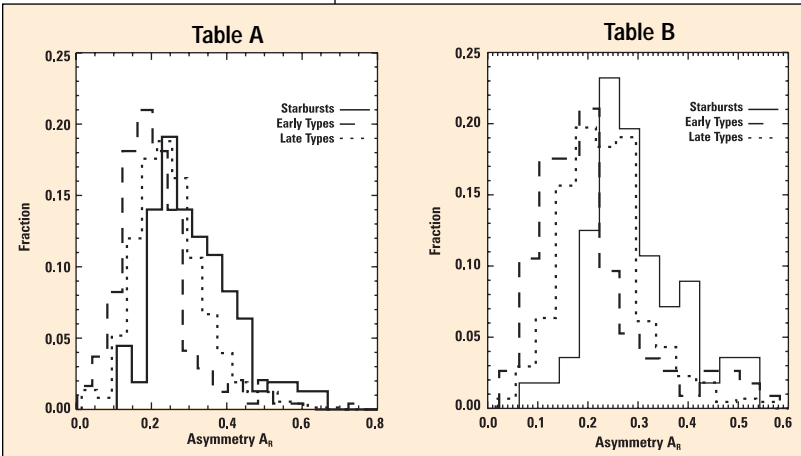 Table A
0.25
0.20
0.15
0.10
0.05
0.00
Fraction
Starbursts
Early Types
Late Types
0.0 0.2 0.4 0.6 0.8
Asymmetry A_R
Table B
0.25
0.20
0.15
0.10
0.05
0.00
Fraction
Starbursts
Early Types
Late Types
0.0 0.1 0.2 0.3 0.4 0.5 0.6
Asymmetry A_R